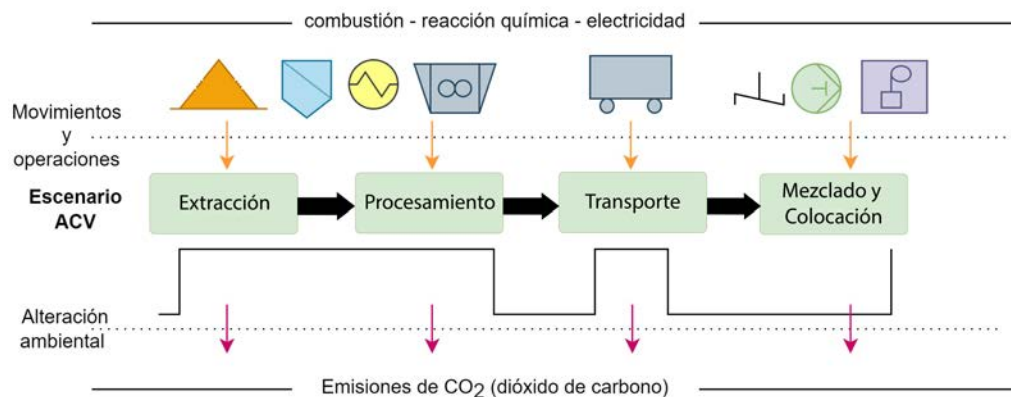 combustión - reacción química - electricidad
Movimientos
y
operaciones
Escenario
ACV
Extracción
Procesamiento
Transporte
Mezclado y
Colocación
Alteración
ambiental
Emisiones de CO2 (dióxido de carbono)